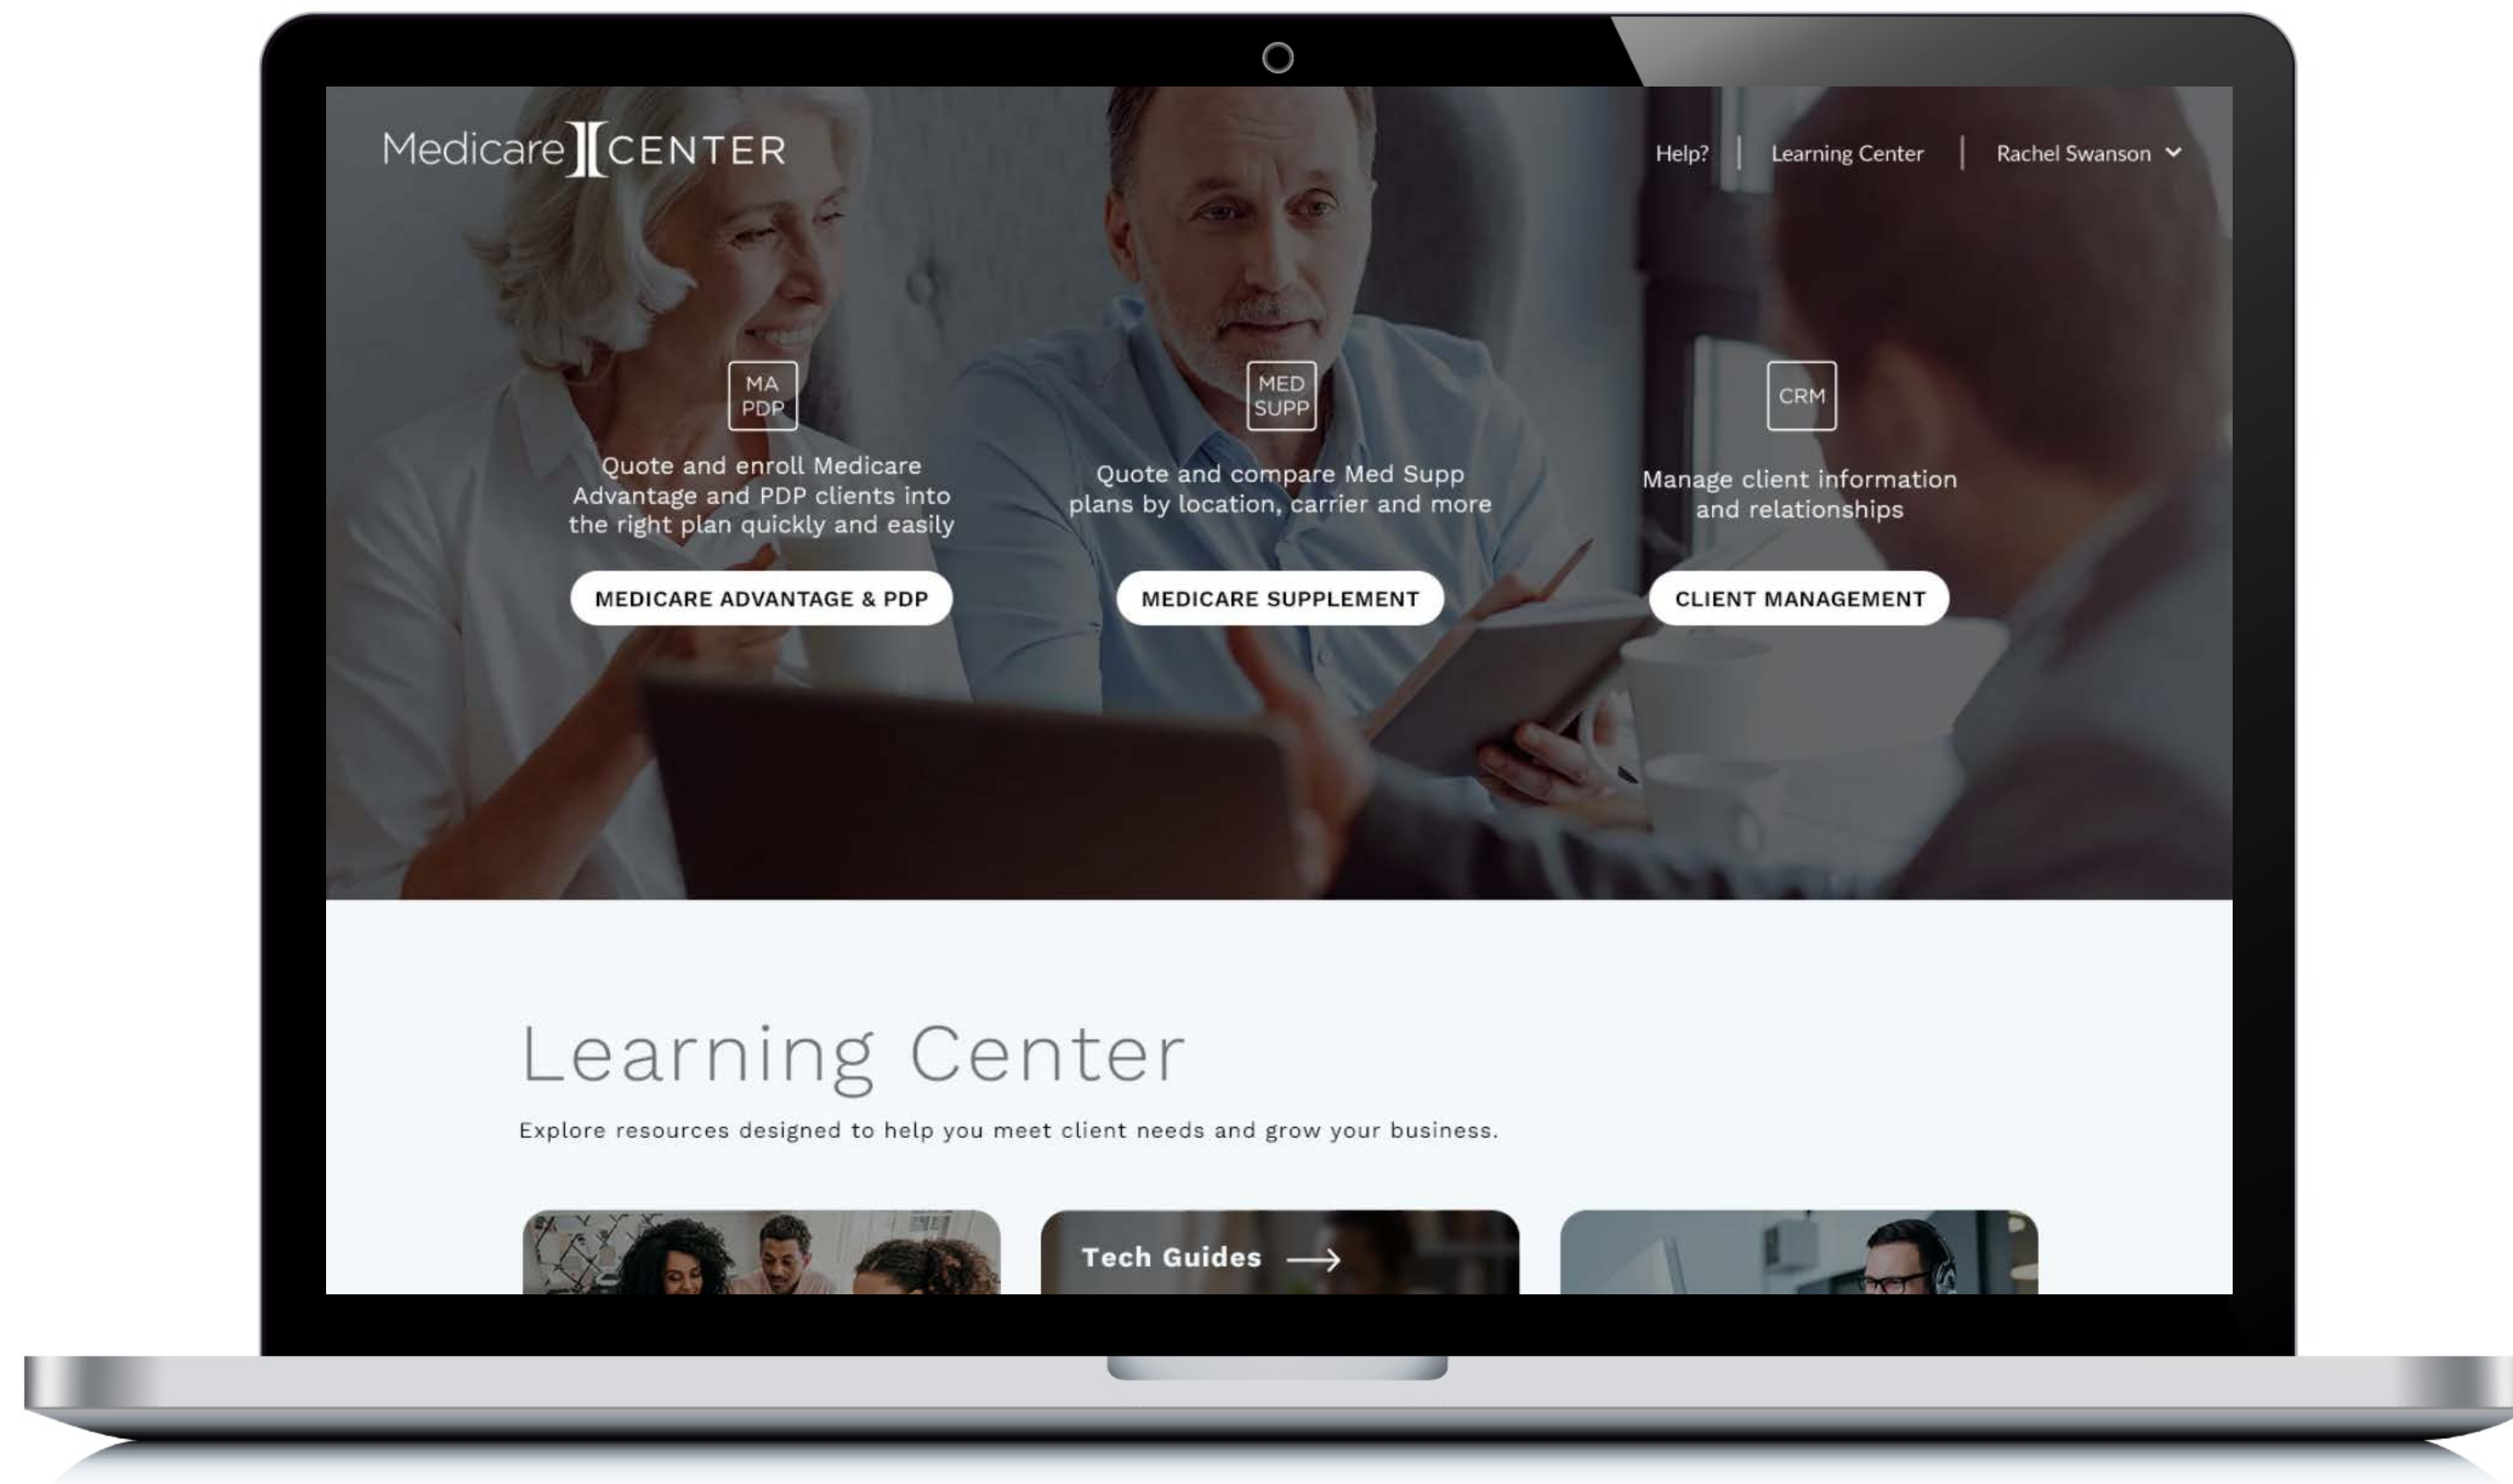 Medicare CENTER
Help? | Learning Center | Rachel Swanson
MA
PDP
Quote and enroll Medicare
Advantage and PDP clients into
the right plan quickly and easily
MEDICARE ADVANTAGE & PDP
MED
SUPP
Quote and compare Med Supp
plans by location, carrier and more
MEDICARE SUPPLEMENT
CRM
Manage client information
and relationships
CLIENT MANAGEMENT
Learning Center
Explore resources designed to help you meet client needs and grow your business.
Tech Guides